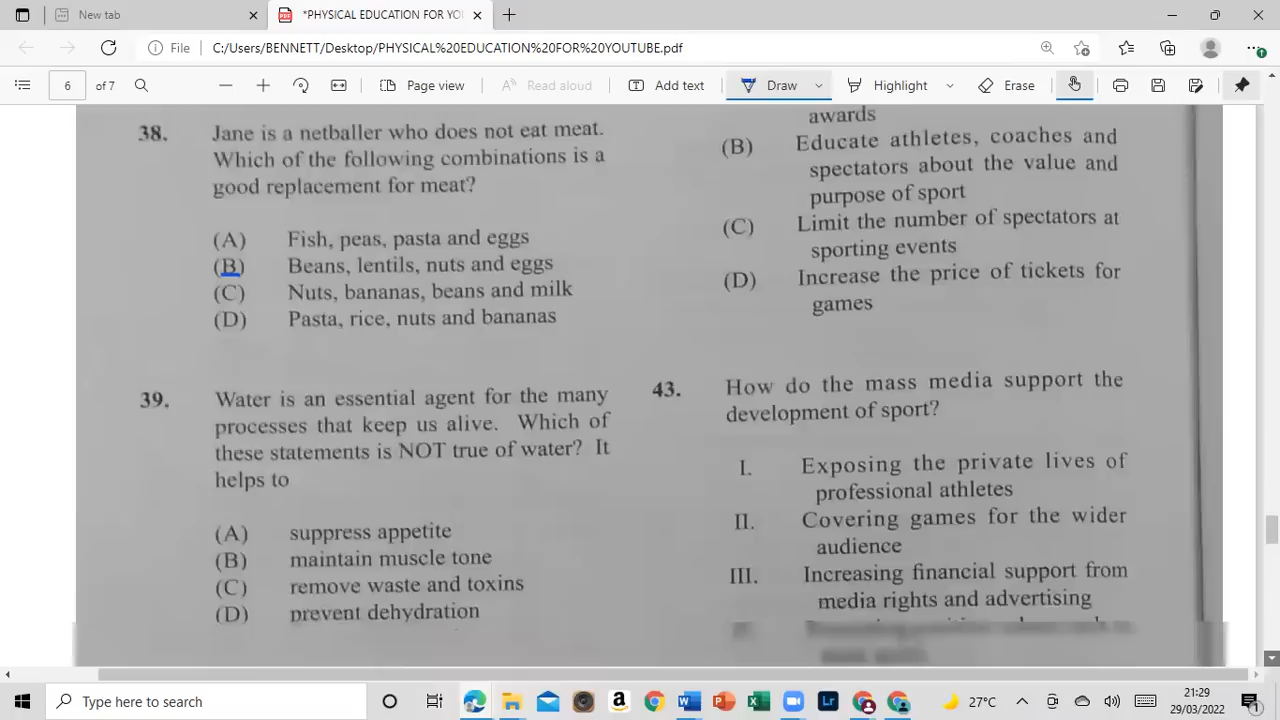 New tab
*PHYSICAL EDUCATION FOR YOU
File
C:/Users/BENNETT/Desktop/PHYSICAL%20EDUCATION%20FOR%20YOUTUBE.pdf
6 of 7
Page view
Read aloud
Add text
Draw
Highlight
Erase
38. Jane is a netballer who does not eat meat.
Which of the following combinations is a
good replacement for meat?
(A) Fish, peas, pasta and eggs
(B) Beans, lentils, nuts and eggs
(C) Nuts, bananas, beans and milk
(D) Pasta, rice, nuts and bananas
39. Water is an essential agent for the many
processes that keep us alive. Which of
these statements is NOT true of water? It
helps to
(A) suppress appetite
(B) maintain muscle tone
(C) remove waste and toxins
(D) prevent dehydration
awards
(B) Educate athletes, coaches and
spectators about the value and
purpose of sport
(C) Limit the number of spectators at
sporting events
(D) Increase the price of tickets for
games
43. How do the mass media support the
development of sport?
I. Exposing the private lives of
professional athletes
II. Covering games for the wider
audience
III. Increasing financial support from
media rights and advertising
Type here to search
27°C
21:29
29/03/2022